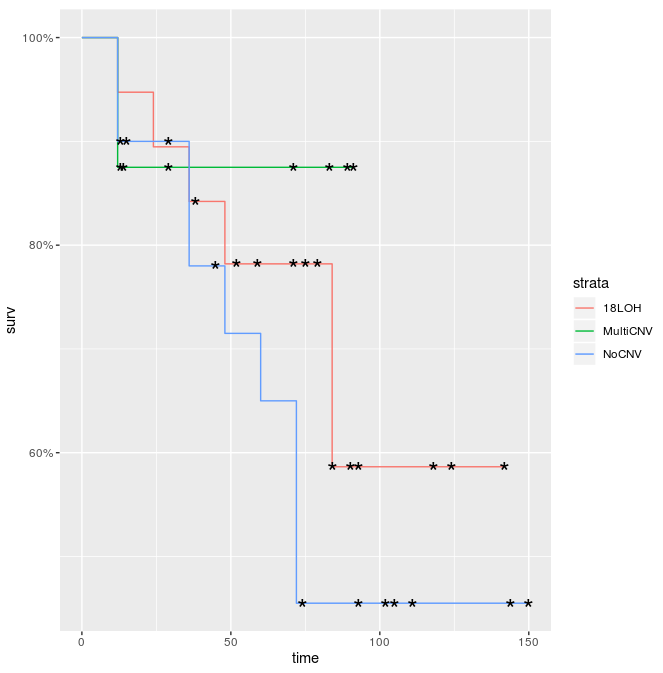 100%
80%
60%
surv
0
50
100
150
time
strata
18LOH
MultiCNV
NoCNV